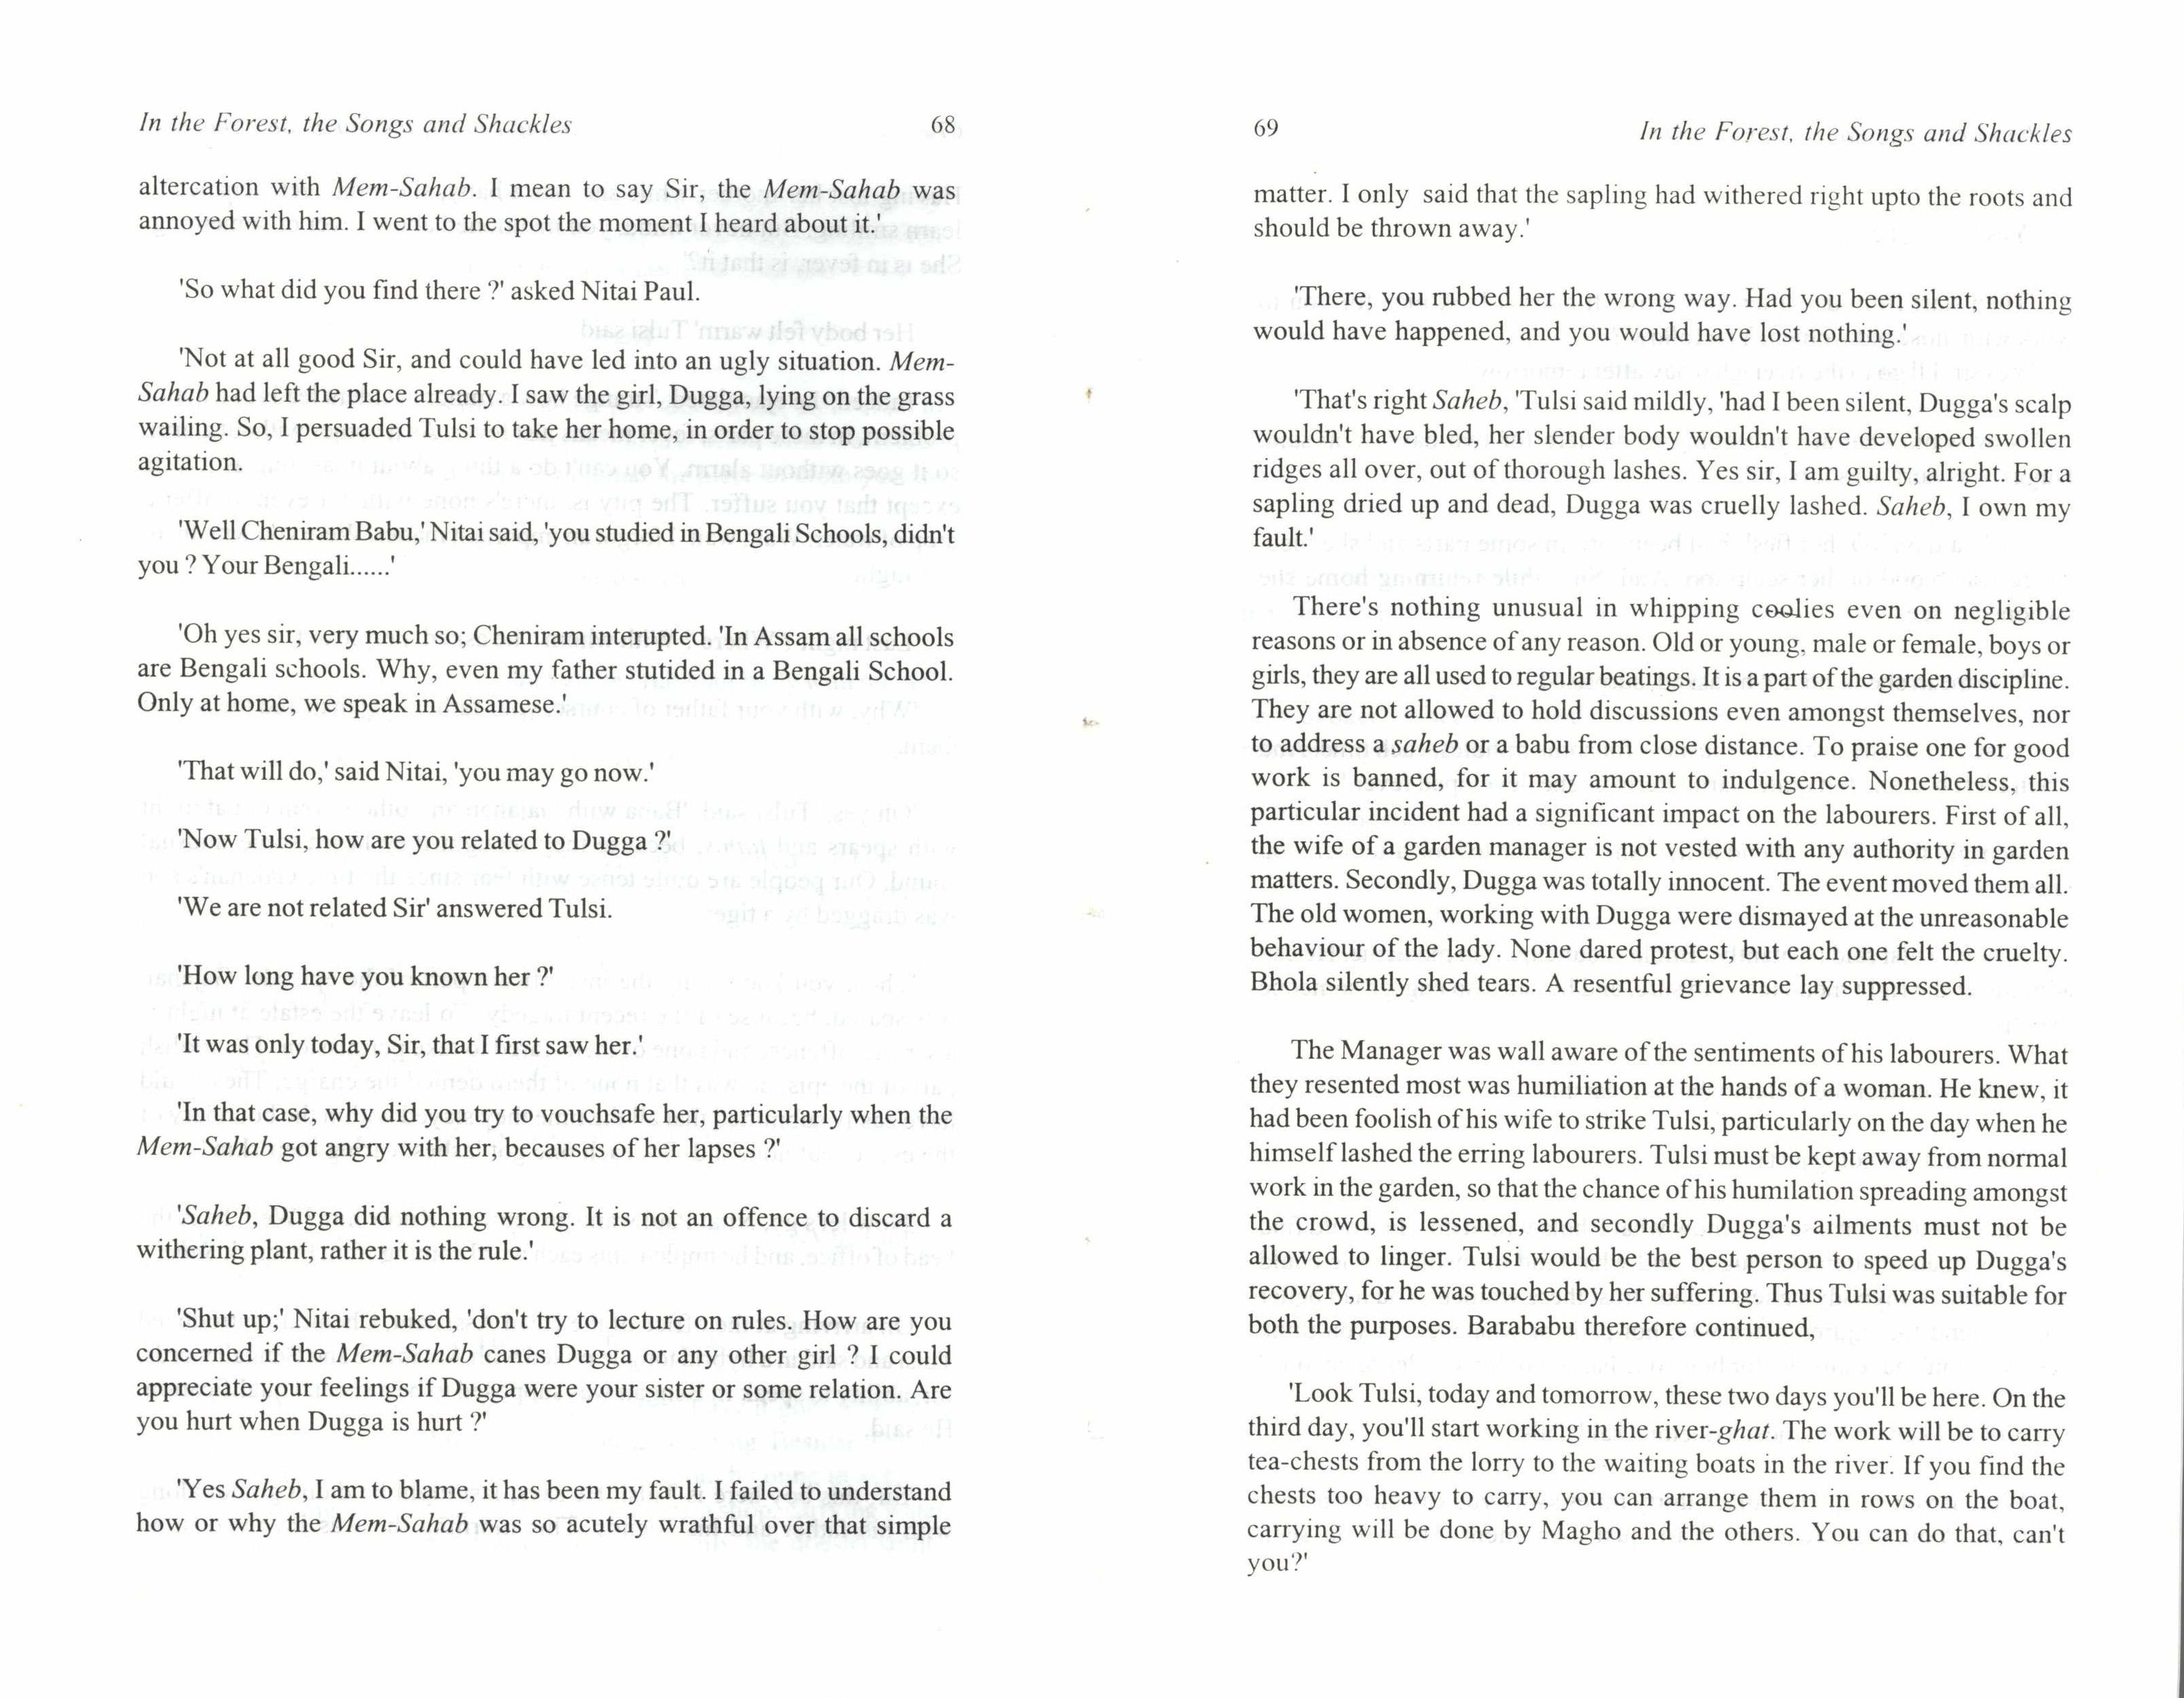 In the Forest, the Songs and Shackles 68
altercation with Mem-Sahab. I mean to say Sir, the Mem-Sahab was
annoyed with him. I went to the spot the moment I heard about it.'
'So what did you find there ?' asked Nitai Paul.
'Not at all good Sir, and could have led into an ugly situation. Mem-
Sahab had left the place already. I saw the girl, Dugga, lying on the grass
wailing. So, I persuaded Tulsi to take her home, in order to stop possible
agitation.
'Well Cheniram Babu,' Nitai said, 'you studied in Bengali Schools, didn't
you ? Your Bengali......'
'Oh yes sir, very much so; Cheniram interupted. 'In Assam all schools
are Bengali schools. Why, even my father stutided in a Bengali School.
Only at home, we speak in Assamese.'
'That will do,' said Nitai, 'you may go now.'
'Now Tulsi, how are you related to Dugga ?'
'We are not related Sir' answered Tulsi.
'How long have you known her ?'
'It was only today, Sir, that I first saw her.'
'In that case, why did you try to vouchsafe her, particularly when the
Mem-Sahab got angry with her, becauses of her lapses ?'
'Saheb, Dugga did nothing wrong. It is not an offence to discard a
withering plant, rather it is the rule.'
'Shut up;' Nitai rebuked, 'don't try to lecture on rules. How are you
concerned if the Mem-Sahab canes Dugga or any other girl ? I could
appreciate your feelings if Dugga were your sister or some relation. Are
you hurt when Dugga is hurt ?'
'Yes Saheb, I am to blame, it has been my fault. I failed to understand
how or why the Mem-Sahab was so acutely wrathful over that simple
69 In the Forest, the Songs and Shackles
matter. I only said that the sapling had withered right upto the roots and
should be thrown away.'
'There, you rubbed her the wrong way. Had you been silent, nothing
would have happened, and you would have lost nothing.'
'That's right Saheb, 'Tulsi said mildly, 'had I been silent, Dugga's scalp
wouldn't have bled, her slender body wouldn't have developed swollen
ridges all over, out of thorough lashes. Yes sir, I am guilty, alright. For a
sapling dried up and dead, Dugga was cruelly lashed. Saheb, I own my
fault.'
There's nothing unusual in whipping coolies even on negligible
reasons or in absence of any reason. Old or young, male or female, boys or
girls, they are all used to regular beatings. It is a part of the garden discipline.
They are not allowed to hold discussions even amongst themselves, nor
to address a saheb or a babu from close distance. To praise one for good
work is banned, for it may amount to indulgence. Nonetheless, this
particular incident had a significant impact on the labourers. First of all,
the wife of a garden manager is not vested with any authority in garden
matters. Secondly, Dugga was totally innocent. The event moved them all.
The old women, working with Dugga were dismayed at the unreasonable
behaviour of the lady. None dared protest, but each one felt the cruelty.
Bhola silently shed tears. A resentful grievance lay suppressed.
The Manager was wall aware of the sentiments of his labourers. What
they resented most was humiliation at the hands of a woman. He knew, it
had been foolish of his wife to strike Tulsi, particularly on the day when he
himself lashed the erring labourers. Tulsi must be kept away from normal
work in the garden, so that the chance of his humilation spreading amongst
the crowd, is lessened, and secondly Dugga's ailments must not be
allowed to linger. Tulsi would be the best person to speed up Dugga's
recovery, for he was touched by her suffering. Thus Tulsi was suitable for
both the purposes. Barababu therefore continued,
'Look Tulsi, today and tomorrow, these two days you'll be here. On the
third day, you'll start working in the river-ghat. The work will be to carry
tea-chests from the lorry to the waiting boats in the river. If you find the
chests too heavy to carry, you can arrange them in rows on the boat,
carrying will be done by Magho and the others. You can do that, can't
you?'